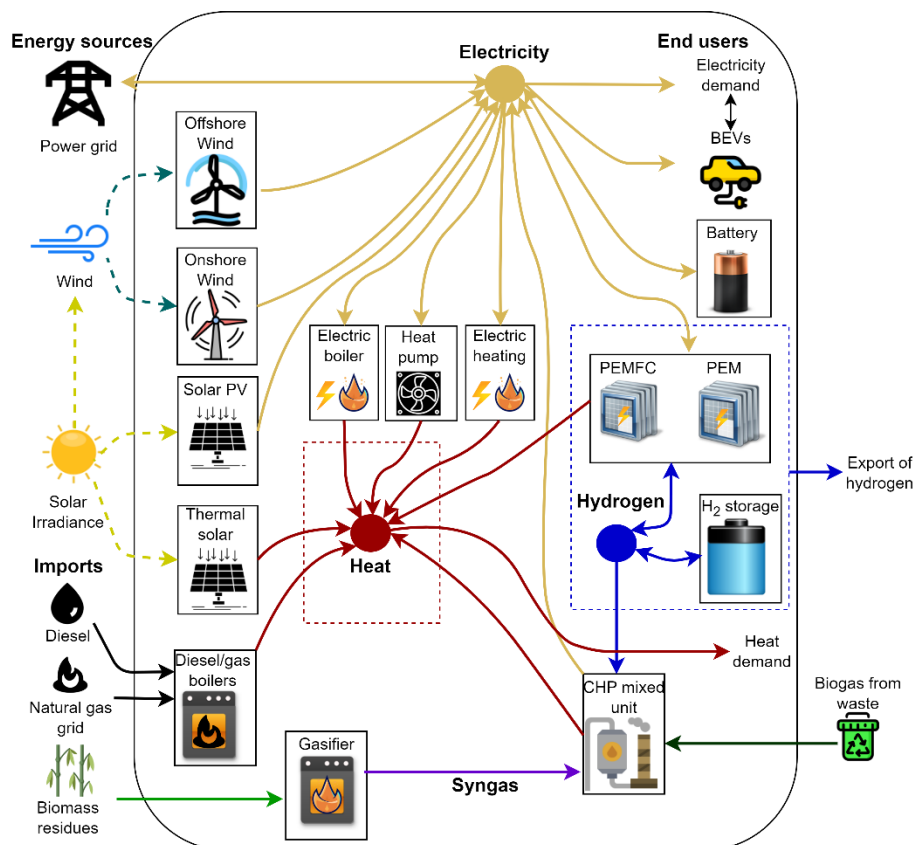 Energy sources
Electricity
End users
Electricity
demand
Power grid
BEVs
Offshore
Wind
Battery
Wind
Onshore
Wind
Electric
boiler
Heat
pump
Electric
heating
PEMFC
PEM
Solar PV
Export of
hydrogen
Solar
Irradiance
Thermal
solar
Hydrogen
H2 storage
Heat
Imports
Diesel
Diesel/gas
boilers
Heat
demand
Natural gas
grid
CHP mixed
unit
Biogas from
waste
Gasifier
Syngas
Biomass
residues